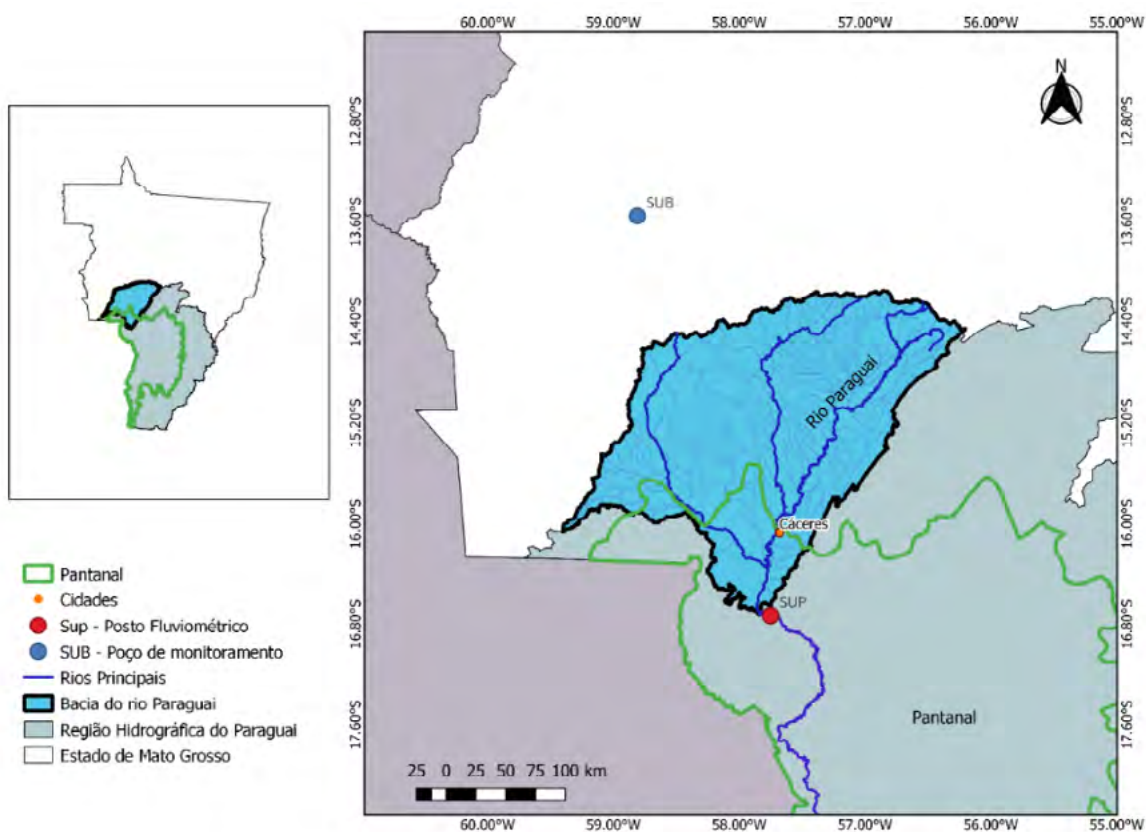 60.00°W 59.00°W 58.00°W 57.00°W 56.00°W 55.00°W
N
12.80°S
12.80°S
13.60°S
13.60°S
14.40°S
14.40°S
15.20°S
15.20°S
16.00°S
16.00°S
16.80°S
16.80°S
17.60°S
17.60°S
SUB
Rio Paraguai
Cáceres
SUP
Pantanal
25 0 25 50 75 100 km
60.00°W 59.00°W 58.00°W 57.00°W 56.00°W 55.00°W
Pantanal
Cidades
Sup - Posto Fluviométrico
SUB - Poço de monitoramento
Rios Principais
Bacia do rio Paraguai
Região Hidrográfica do Paraguai
Estado de Mato Grosso